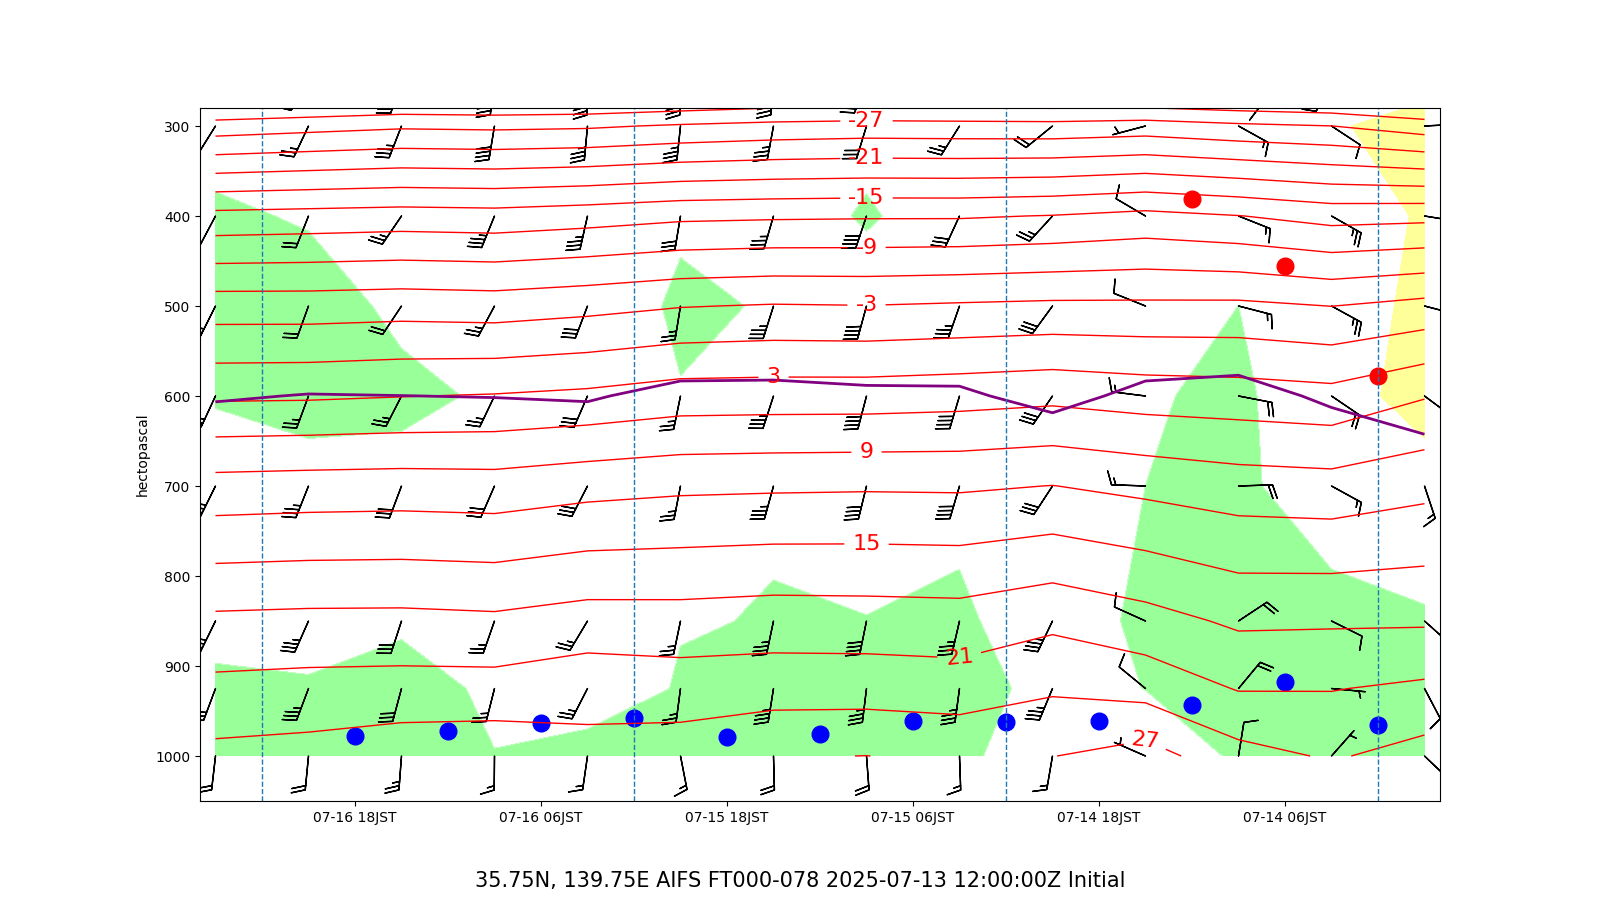 300
400
500
600
700
800
900
1000
hectopascal
-27
-21
-15
-9
-3
3
9
15
21
27
07-16 18JST
07-16 06JST
07-15 18JST
07-15 06JST
07-14 18JST
07-14 06JST
35.75N, 139.75E AIFS FT000-078 2025-07-13 12:00:00Z Initial